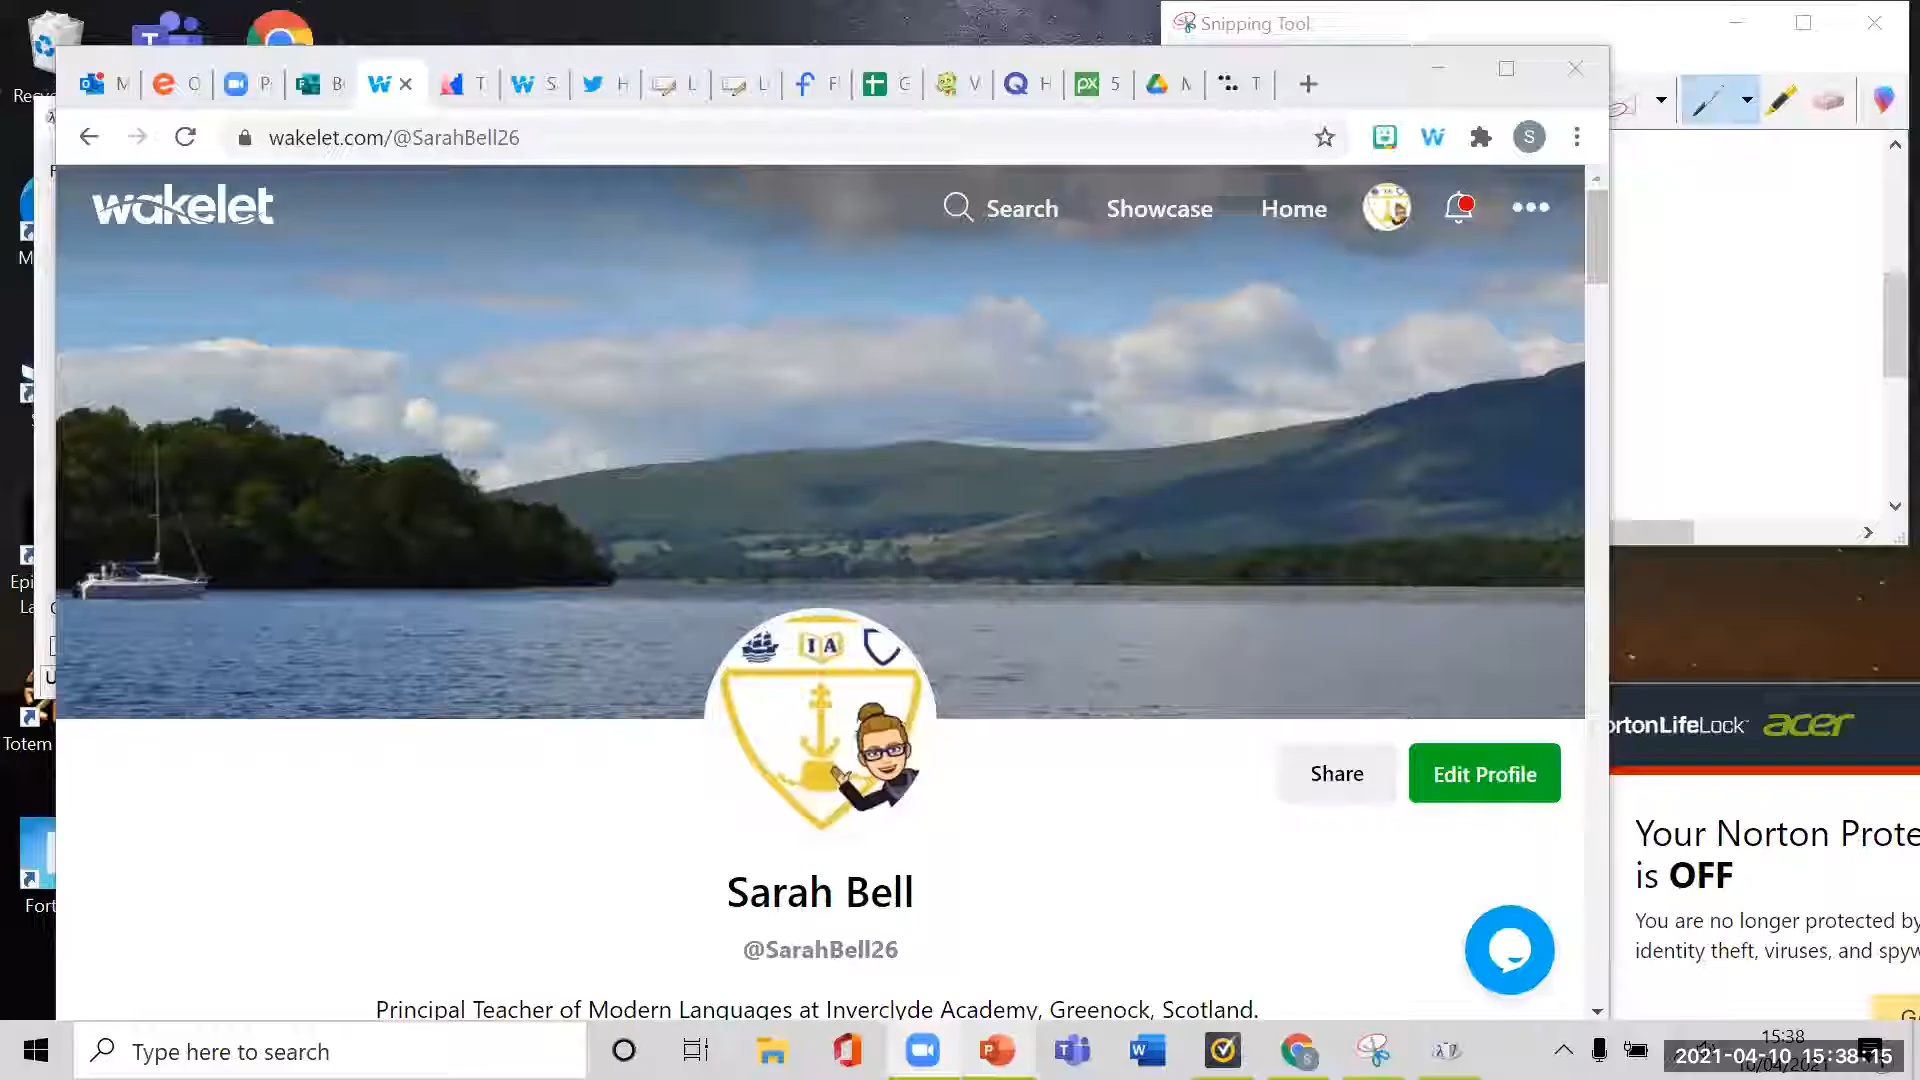 Snipping Tool
wakelet.com/@SarahBell26
S
wakelet
Search
Showcase
Home
I A
Share
Edit Profile
Sarah Bell
@SarahBell26
Principal Teacher of Modern Languages at Inverclyde Academy, Greenock, Scotland.
Totem
Fort
Epi
ortonLifeLock
acer
Your Norton Prote
is OFF
You are no longer protected by
identity theft, viruses, and spyw
Type here to search
15:38
2021-04-10 15:38:15